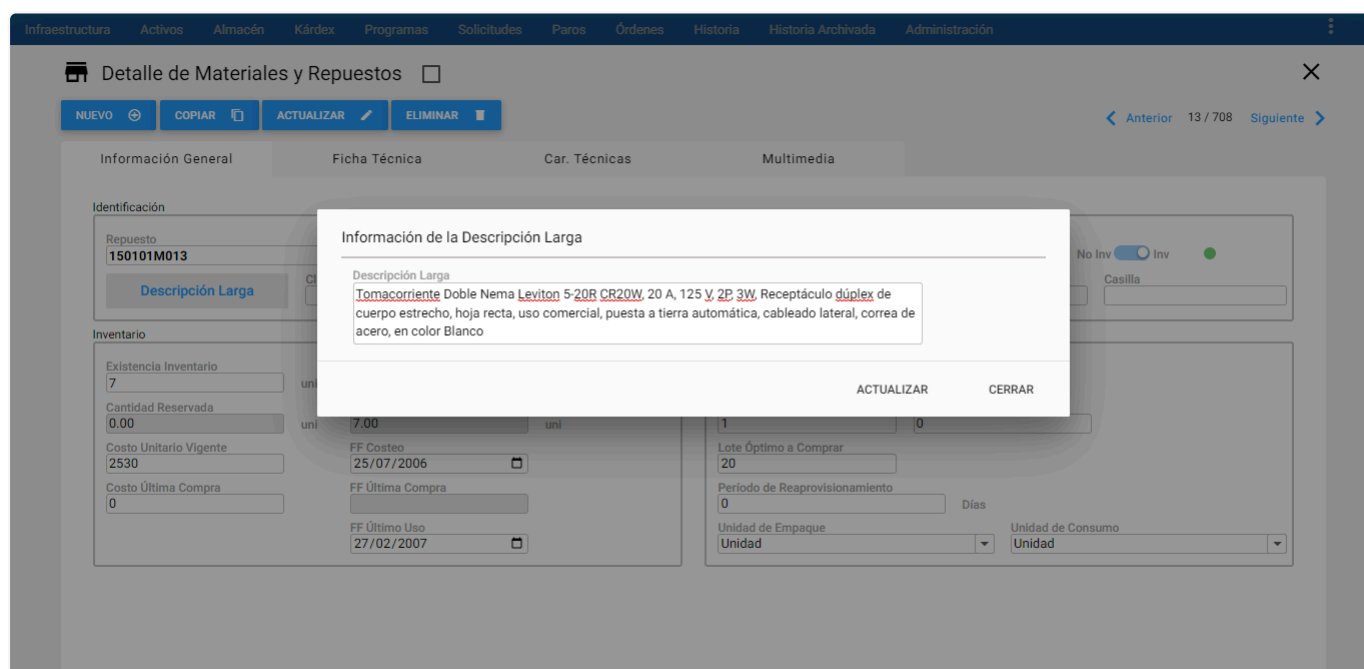 Infraestructura Activos Almacén Kárdex Programas Solicitudes Paros Órdenes Historia Historia Archivada Administración
Detalle de Materiales y Repuestos
NUEVO COPIAR ACTUALIZAR ELIMINAR
Anterior 13 / 708 Siguiente
Información General Ficha Técnica Car. Técnicas Multimedia
Identificación
Repuesto
150101M013
No Inv Inv
Descripción Larga
Casilla
Información de la Descripción Larga
Descripción Larga
Tomacorriente Doble Nema Leviton 5-20R CR20W, 20 A, 125 V, 2P, 3W, Receptáculo dúplex de
cuerpo estrecho, hoja recta, uso comercial, puesta a tierra automática, cableado lateral, correa de
acero, en color Blanco
ACTUALIZAR CERRAR
Inventario
Existencia Inventario
7 uni
Cantidad Reservada
0.00 uni 7.00 uni 1 0
Costo Unitario Vigente FF Costeo Lote Óptimo a Comprar
2530 25/07/2006 20
Costo Última Compra FF Última Compra Período de Reaprovisionamiento
0 0 Días
FF Último Uso Unidad de Empaque Unidad de Consumo
27/02/2007 Unidad Unidad